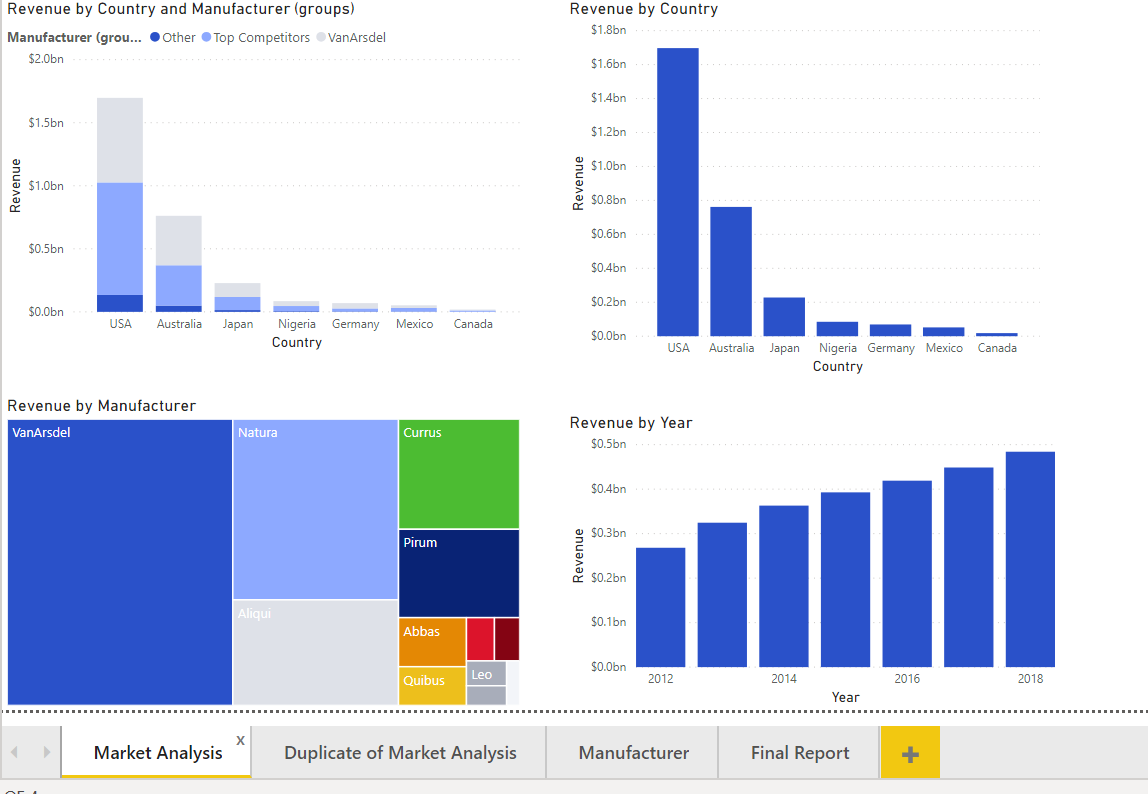 Revenue by Country and Manufacturer (groups)
Manufacturer (grou... Other Top Competitors VanArsdel
$2.0bn
$1.5bn
$1.0bn
$0.5bn
$0.0bn
Revenue
USA Australia Japan Nigeria Germany Mexico Canada
Country
Revenue by Country
$1.8bn
$1.6bn
$1.4bn
$1.2bn
$1.0bn
$0.8bn
$0.6bn
$0.4bn
$0.2bn
$0.0bn
Revenue
USA Australia Japan Nigeria Germany Mexico Canada
Country
Revenue by Manufacturer
VanArsdel
Natura
Aliqui
Currus
Pirum
Abbas
Quibus
Leo
Revenue by Year
$0.5bn
$0.4bn
$0.3bn
$0.2bn
$0.1bn
$0.0bn
Revenue
2012 2014 2016 2018
Year
Market Analysis x
Duplicate of Market Analysis
Manufacturer
Final Report
+